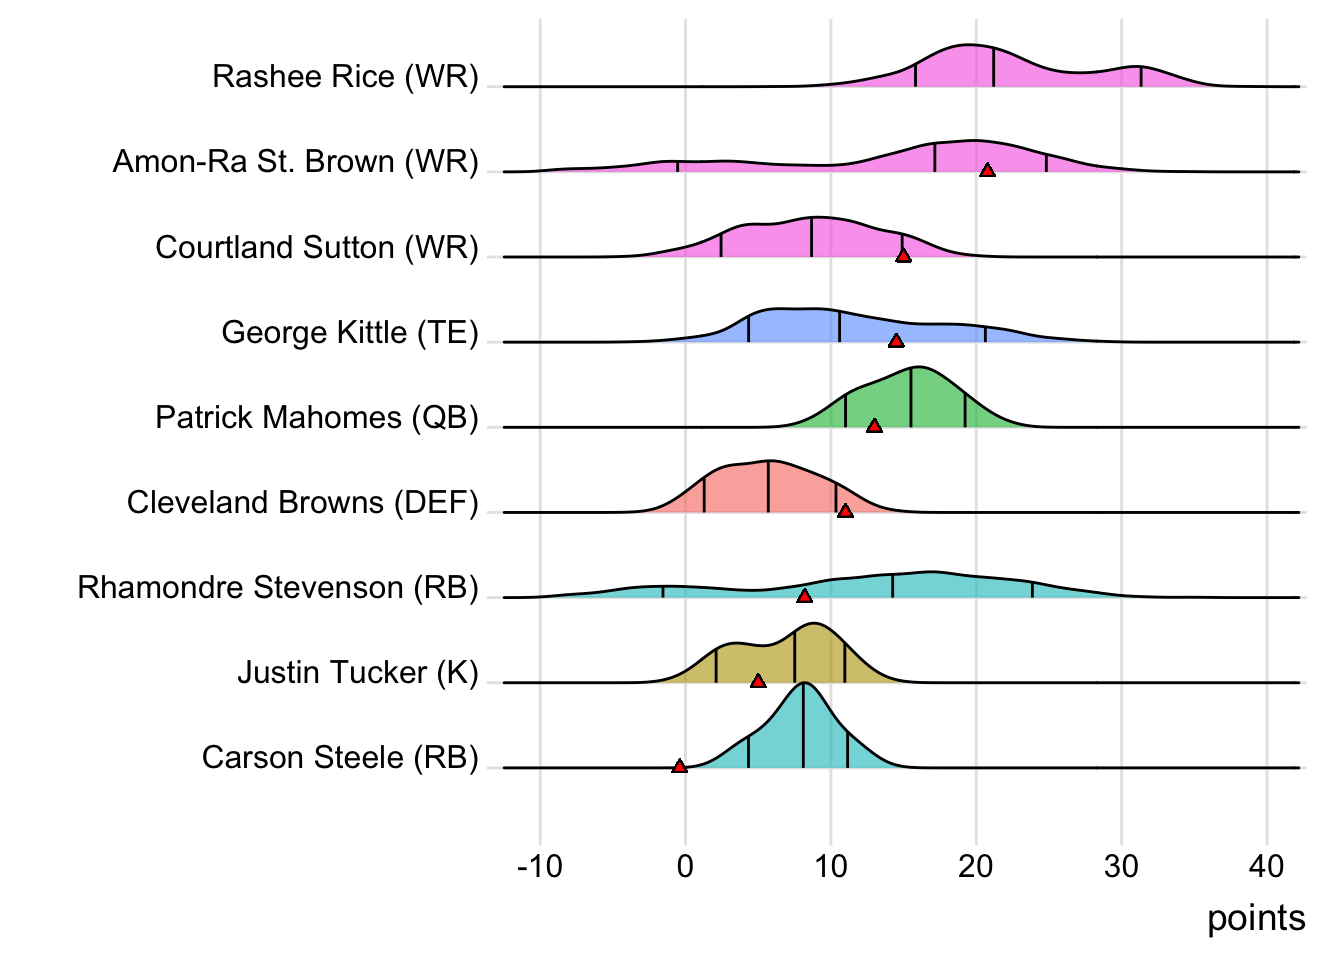 Rashee Rice (WR)
Amon-Ra St. Brown (WR)
Courtland Sutton (WR)
George Kittle (TE)
Patrick Mahomes (QB)
Cleveland Browns (DEF)
Rhamondre Stevenson (RB)
Justin Tucker (K)
Carson Steele (RB)
-10 0 10 20 30 40
points